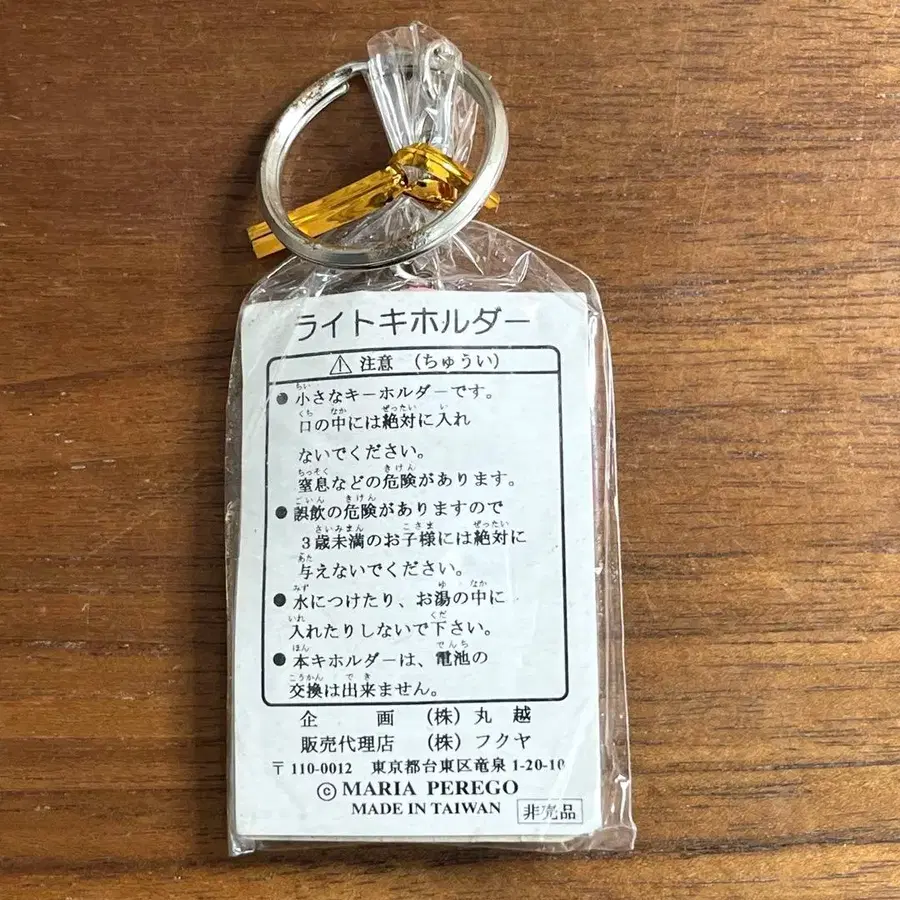 ライトキホルダー
⚠ 注意 (ちゅうい)
● 小さなキーホルダーです。
口の中には絶対に入れ
ないでください。
窒息などの危険があります。
● 誤飲の危険がありますので
3歳未満のお子様には絶対に
与えないでください。
● 水につけたり、お湯の中に
入れたりしないで下さい。
● 本キホルダーは、電池の
交換は出来ません。
企 画 (株) 丸 越
販売代理店 (株) フクヤ
〒110-0012 東京都台東区竜泉 1-20-10
© MARIA PEREGO
MADE IN TAIWAN 非売品